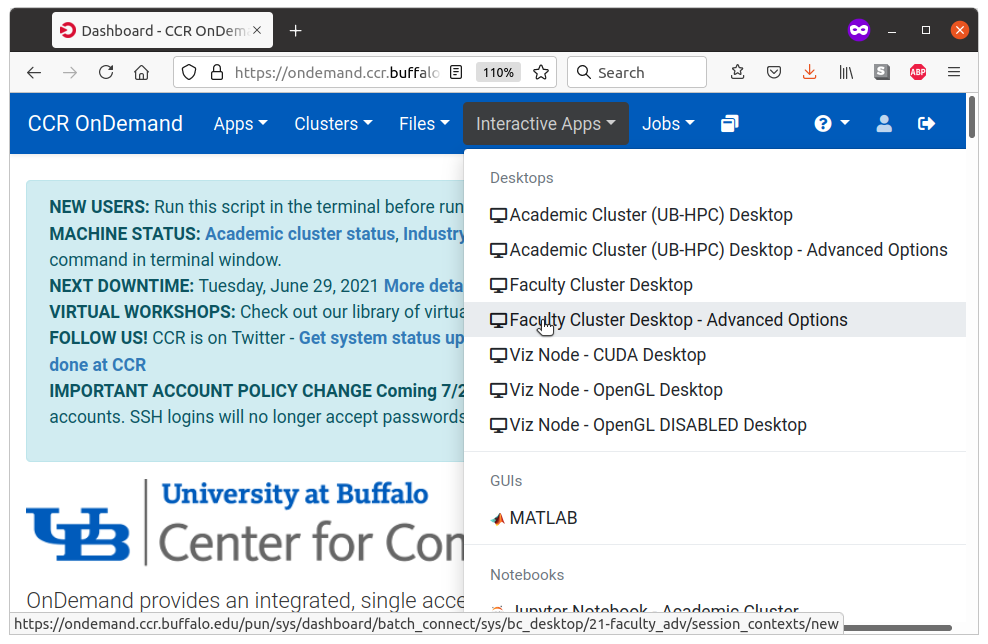 Dashboard - CCR OnDema
https://ondemand.ccr.buffalo
110%
Search
S
ABP
CCR OnDemand Apps Clusters Files Interactive Apps Jobs
?
Desktops
Academic Cluster (UB-HPC) Desktop
Academic Cluster (UB-HPC) Desktop - Advanced Options
Faculty Cluster Desktop
Faculty Cluster Desktop - Advanced Options
Viz Node - CUDA Desktop
Viz Node - OpenGL Desktop
Viz Node - OpenGL DISABLED Desktop
GUIs
MATLAB
Notebooks
Jupyter Notebook - Academic Cluster
NEW USERS: Run this script in the terminal before run
MACHINE STATUS: Academic cluster status, Industry
command in terminal window.
NEXT DOWNTIME: Tuesday, June 29, 2021 More deta
VIRTUAL WORKSHOPS: Check out our library of virtua
FOLLOW US! CCR is on Twitter - Get system status up
done at CCR
IMPORTANT ACCOUNT POLICY CHANGE Coming 7/2
accounts. SSH logins will no longer accept passwords
UB
University at Buffalo
Center for Com
OnDemand provides an integrated, single acce
https://ondemand.ccr.buffalo.edu/pun/sys/dashboard/batch_connect/sys/bc_desktop/21-faculty_adv/session_contexts/new